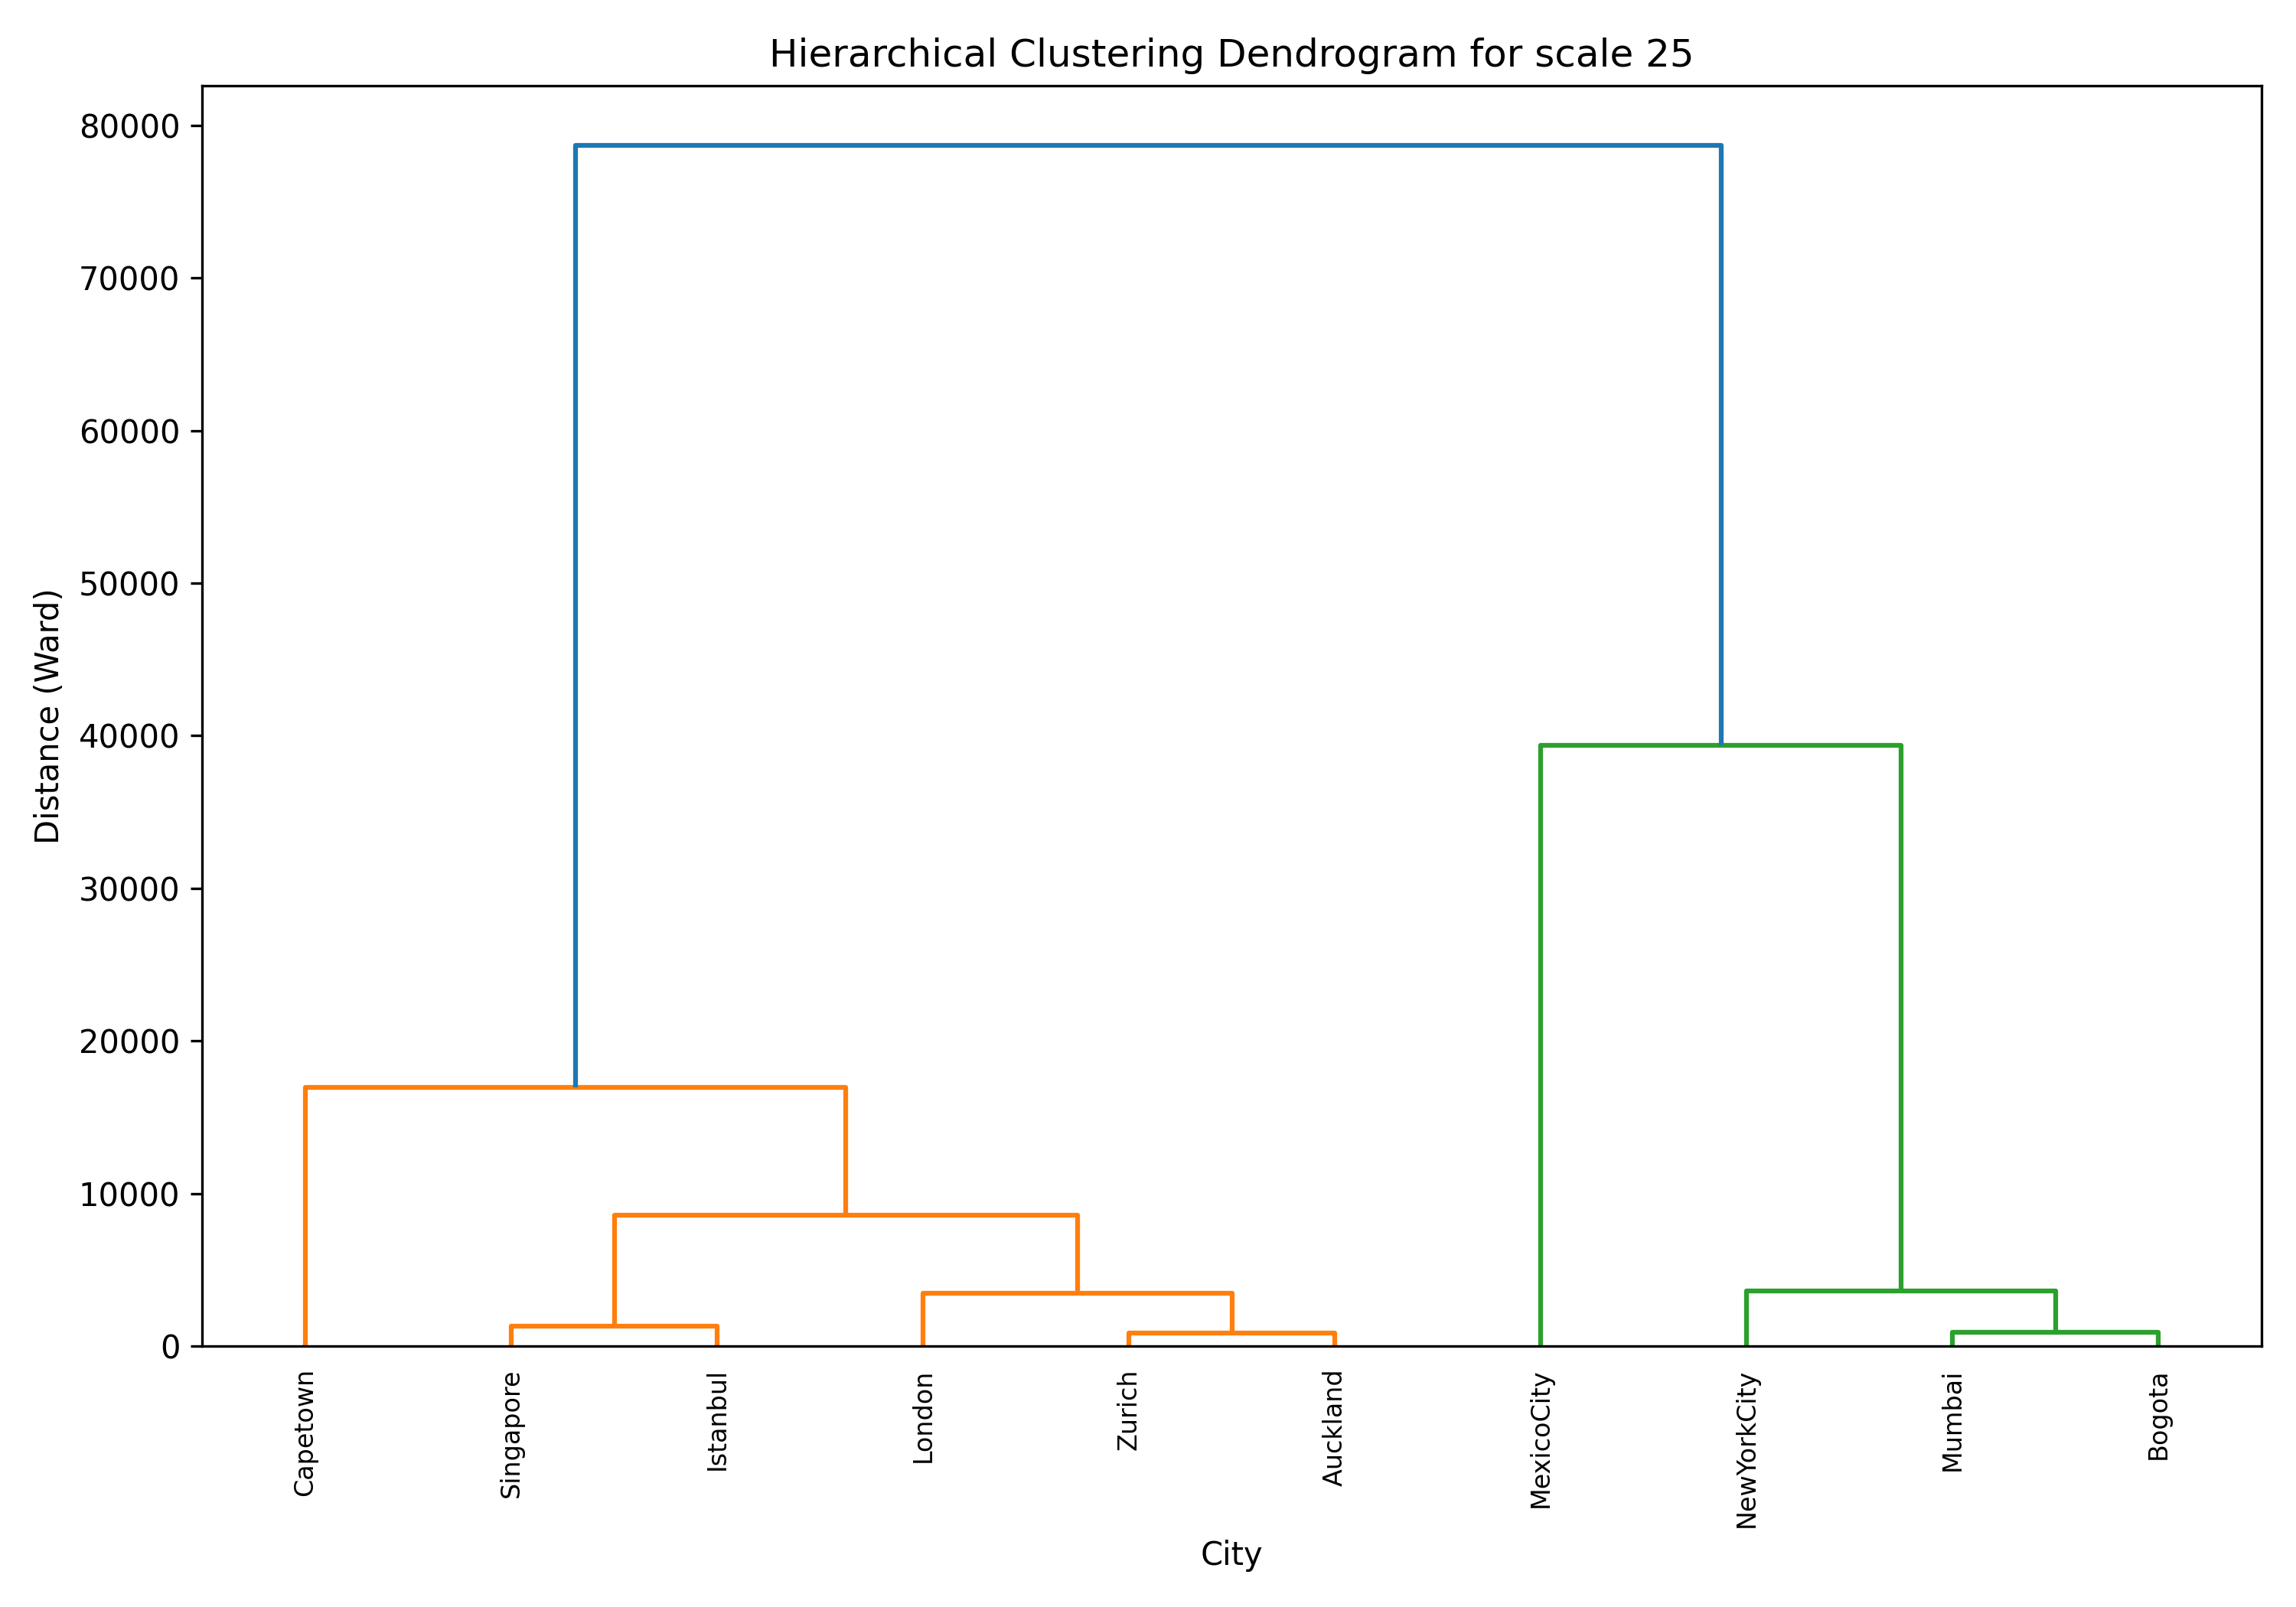 Hierarchical Clustering Dendrogram for scale 25
80000
70000
60000
50000
40000
30000
20000
10000
0
Distance (Ward)
Capetown
Singapore
Istanbul
London
Zurich
Auckland
MexicoCity
NewYorkCity
Mumbai
Bogota
City